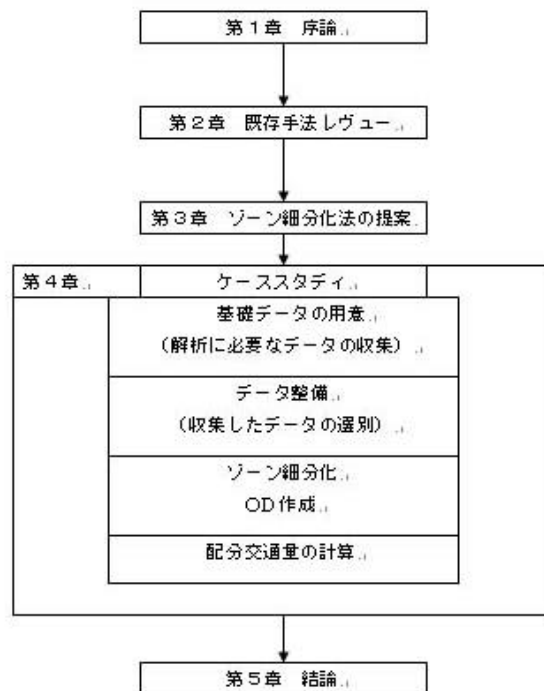 第１章　序論
第２章　既存手法レヴュー
第３章　ゾーン細分化法の提案
第４章
ケーススタディ
基礎データの用意
（解析に必要なデータの収集）
データ整備
（収集したデータの選別）
ゾーン細分化
OD作成
配分交通量の計算
第５章　結論